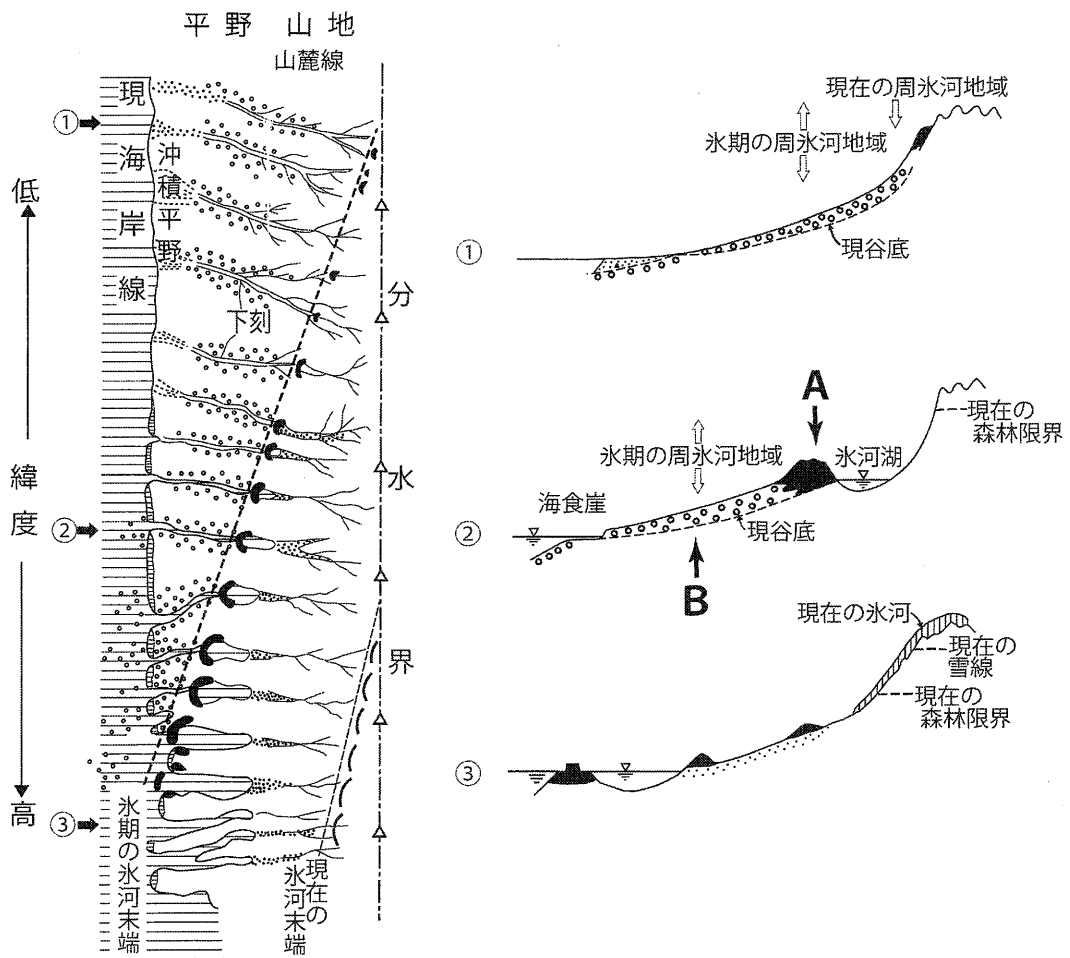 平野 山地
山麓線
現海岸線
沖積平野
下刻
分水界
低
緯度
高
①
②
③
氷期の氷河末端
現在の氷河末端
現在の周氷河地域
氷期の周氷河地域
現谷底
①
A
現在の
森林限界
氷期の周氷河地域
氷河湖
海食崖
現谷底
②
B
現在の氷河
現在の
雪線
現在の
森林限界
③